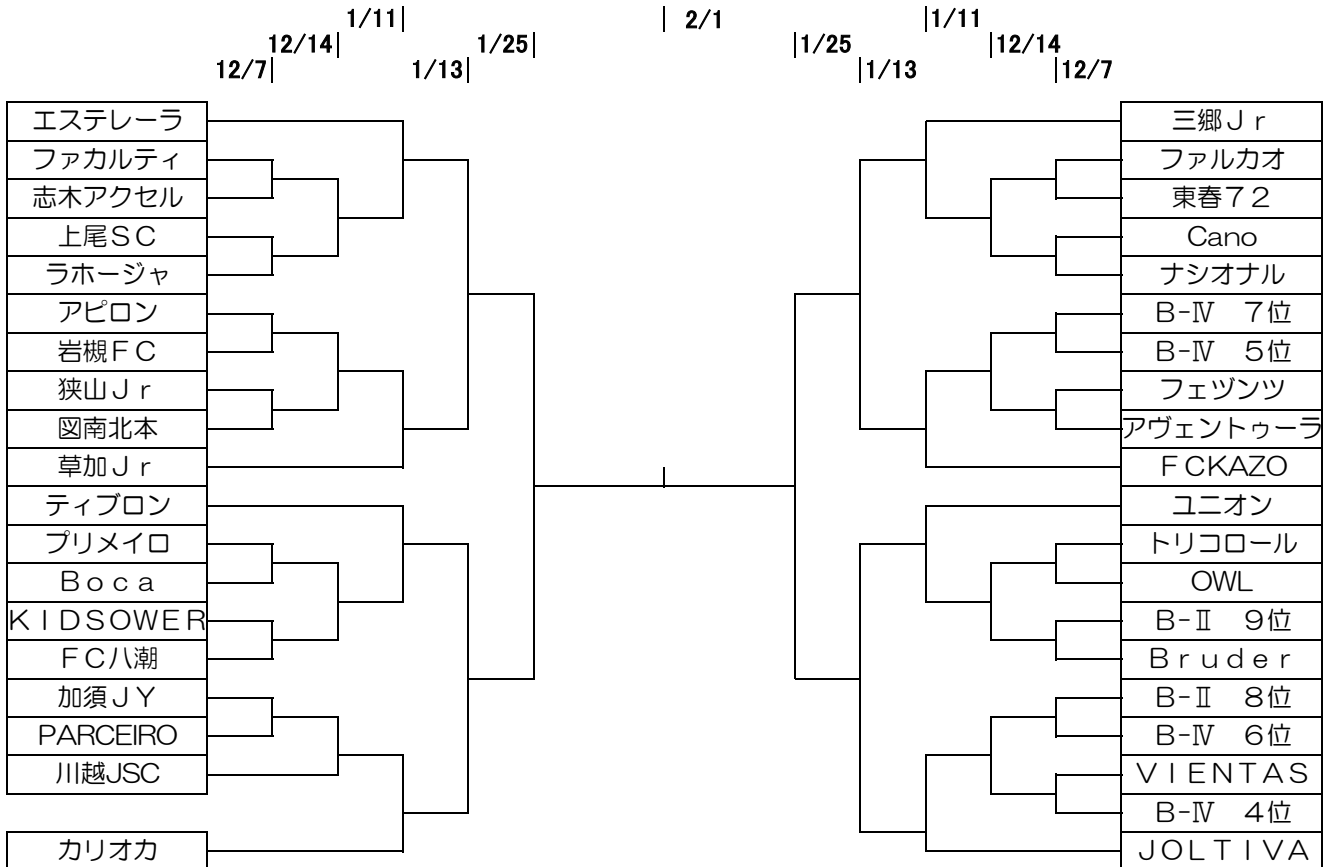 1/11 2/1 1/11
12/14 1/25 1/25 12/14
12/7 1/13 1/13 12/7
エステレーラ 三郷Ｊｒ
ファカルティ ファルカオ
志木アクセル 東春７２
上尾ＳＣ Cano
ラホージャ ナシオナル
アピロン Ｂ-Ⅳ　７位
岩槻ＦＣ Ｂ-Ⅳ　５位
狭山Ｊｒ フェヅンツ
図南北本 アヴェントゥーラ
草加Ｊｒ ＦCKAZO
ティブロン ユニオン
プリメイロ トリコロール
Ｂｏｃａ OWL
ＫＩＤSOWER Ｂ-Ⅱ　９位
ＦＣ八潮 Ｂｒｕｄｅｒ
加須ＪＹ Ｂ-Ⅱ　８位
PARCEIRO Ｂ-Ⅳ　６位
川越JSC ＶＩＥＮＴＡＳ
Ｂ-Ⅳ　４位
カリオカ ＪＯＬＴＩＶＡ